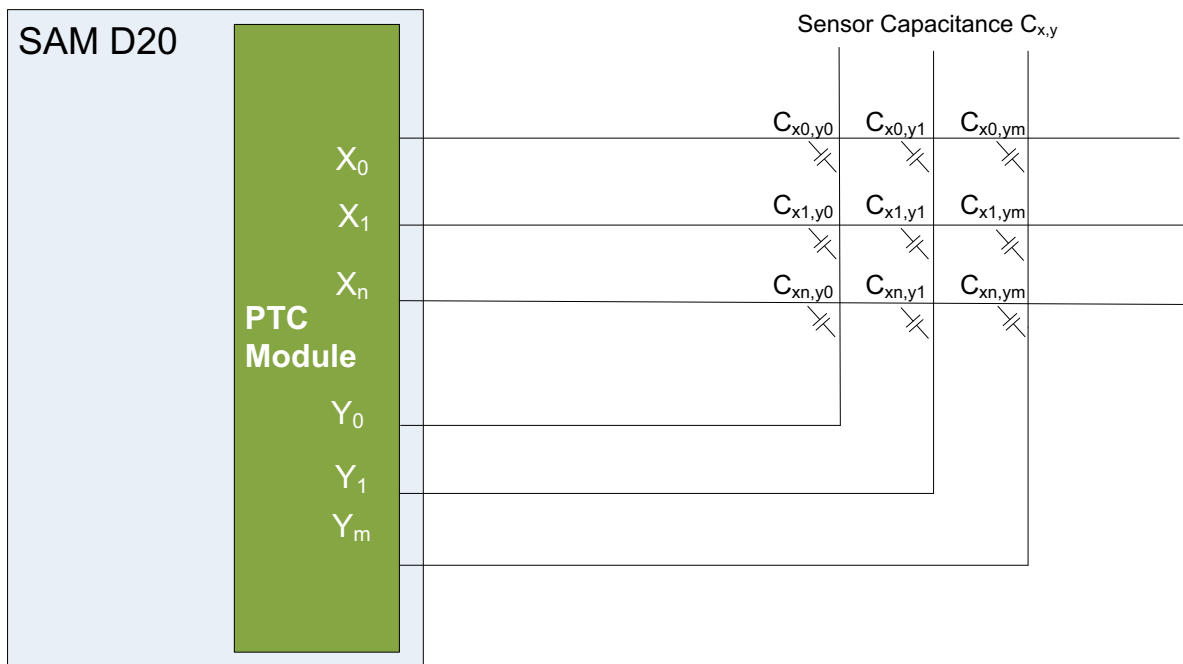 SAM D20
Sensor Capacitance Cx,y
Cx0,y0 Cx0,y1 Cx0,ym
X0
Cx1,y0 Cx1,y1 Cx1,ym
X1
Xn
Cxn,y0 Cxn,y1 Cxn,ym
PTC
Module
Y0
Y1
Ym